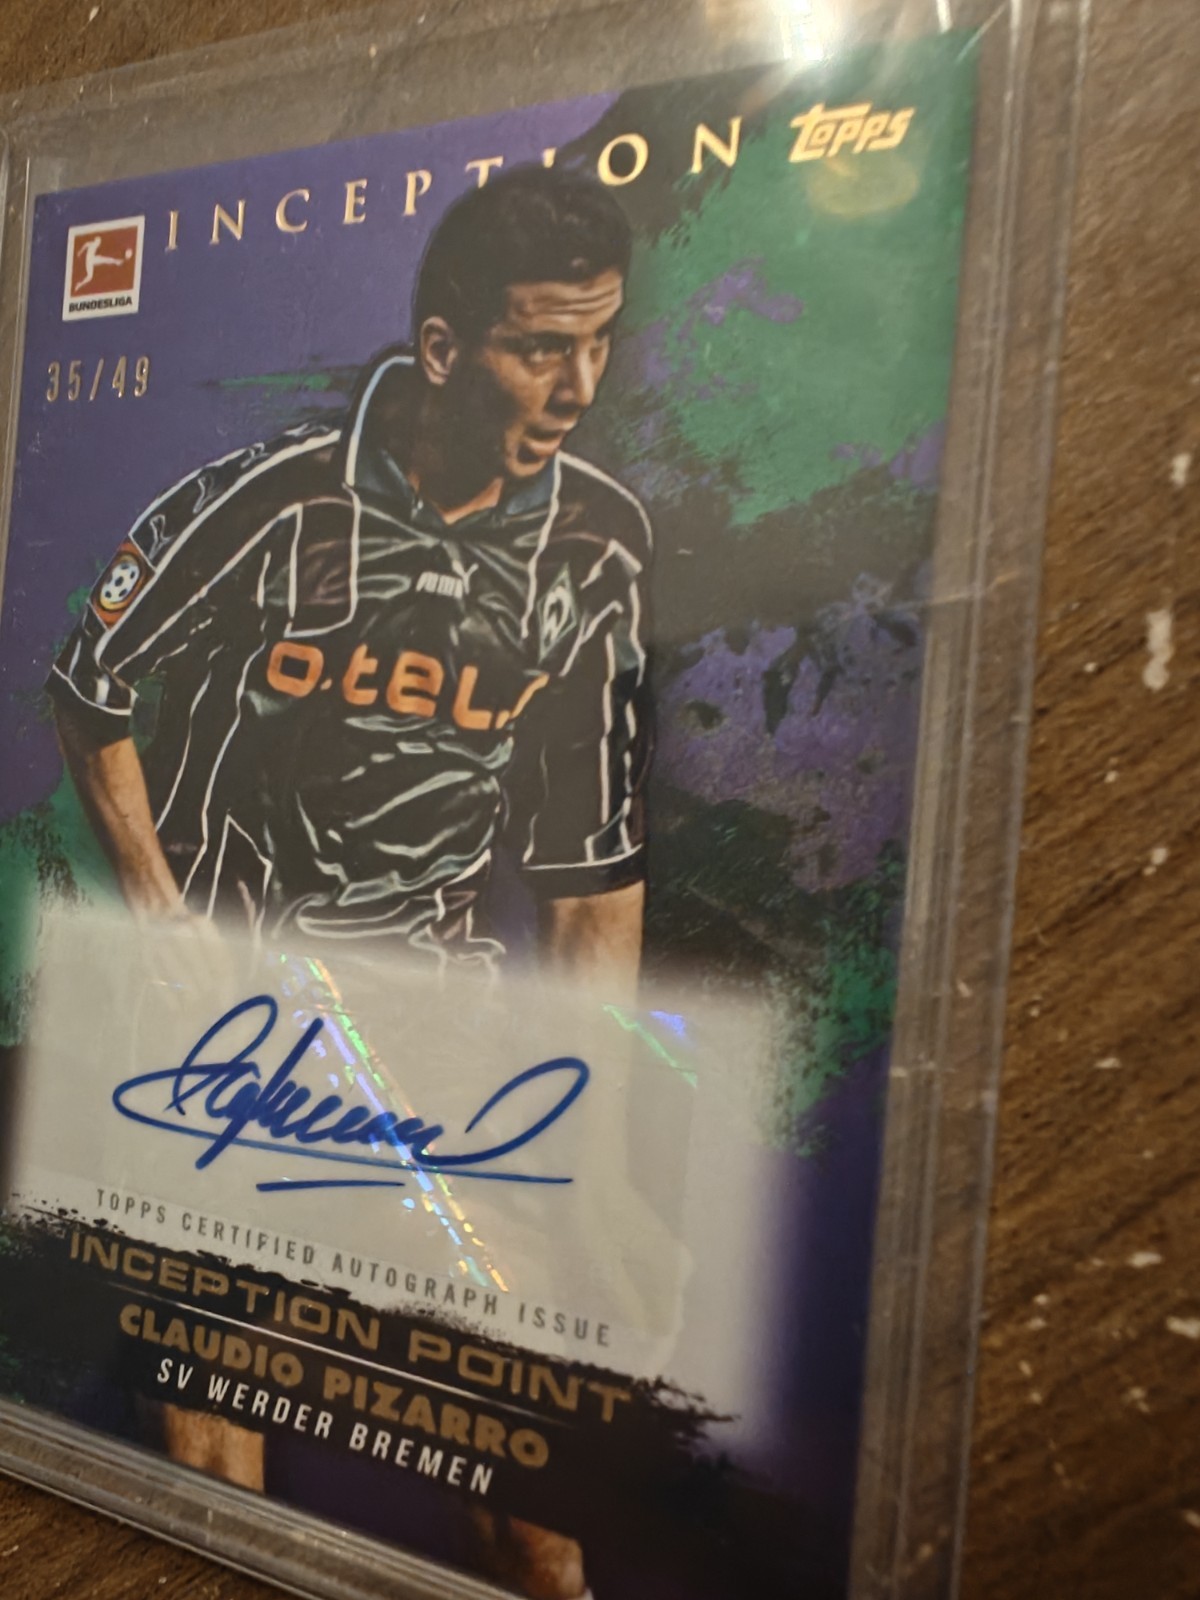 INCEPTION
Topps
BUNDESLIGA
35/49
PUMA
W
o.tel.o
TOPPS CERTIFIED AUTOGRAPH ISSUE
INCEPTION POINT
CLAUDIO PIZARRO
SV WERDER BREMEN